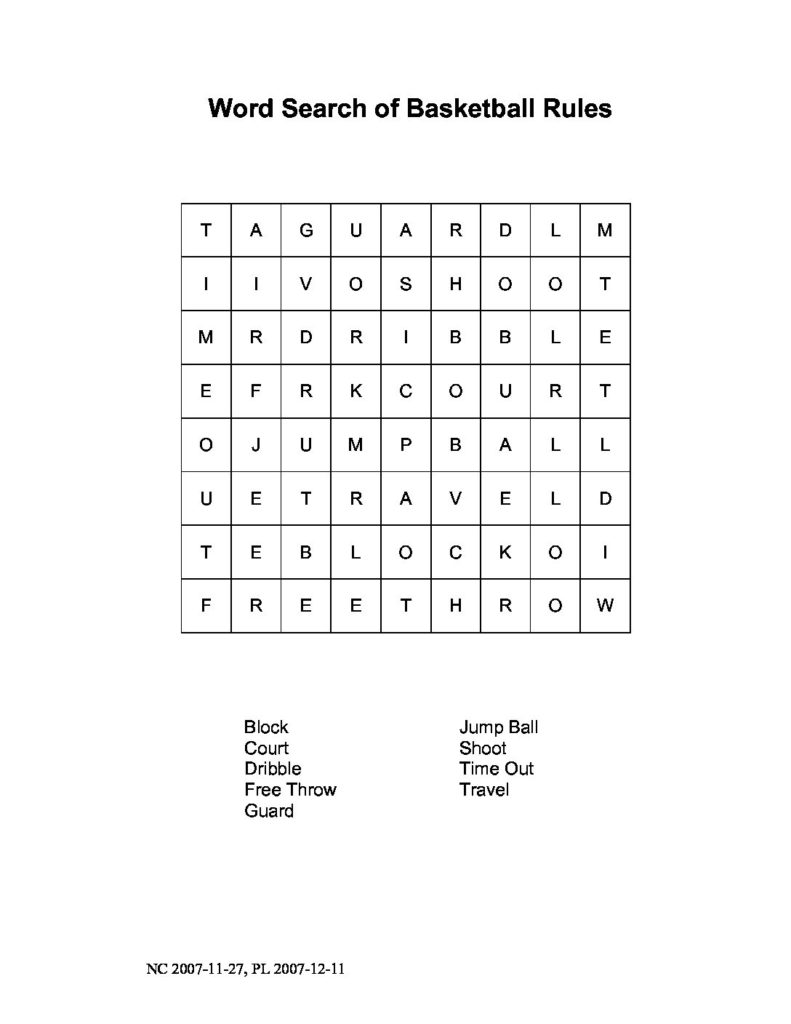 Word Search of Basketball Rules
T A G U A R D L M
I I V O S H O O T
M R D R I B B L E
E F R K C O U R T
O J U M P B A L L
U E T R A V E L D
T E B L O C K O I
F R E E T H R O W
Block Jump Ball
Court Shoot
Dribble Time Out
Free Throw Travel
Guard
NC 2007-11-27, PL 2007-12-11